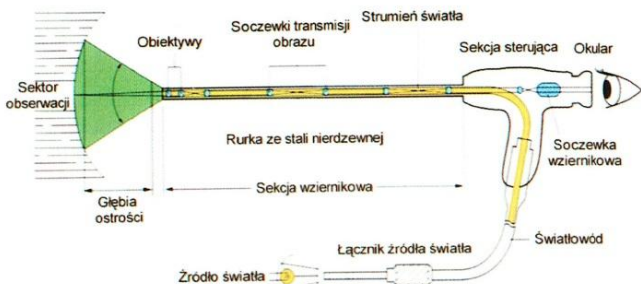 Obiektywy
Soczewki transmisji
obrazu
Strumień światła
Sekcja sterująca
Okular
Sektor
obserwacji
Rurka ze stali nierdzewnej
Soczewka
wziernikowa
Głębia
ostrości
Sekcja wziernikowa
Łącznik źródła światła
Światłowód
Źródło światła